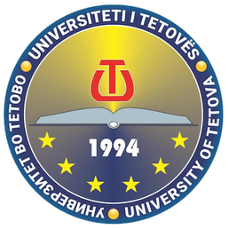 UNIVERSITETI I TETOVËS
УНИВЕРЗИТЕТ ВО ТЕТОВО
UNIVERSITY OF TETOVA
1994